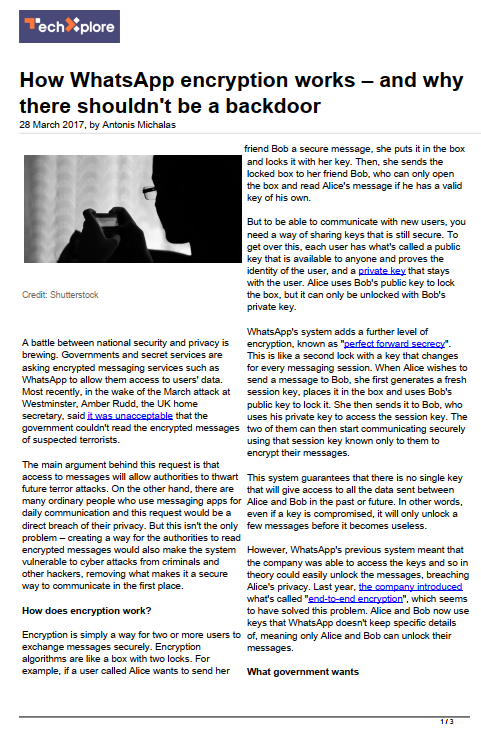 TechXplore
How WhatsApp encryption works – and why
there shouldn't be a backdoor
28 March 2017, by Antonis Michalas
Credit: Shutterstock
A battle between national security and privacy is
brewing. Governments and secret services are
asking encrypted messaging services such as
WhatsApp to allow them access to users' data.
Most recently, in the wake of the March attack at
Westminster, Amber Rudd, the UK home
secretary, said it was unacceptable that the
government couldn't read the encrypted messages
of suspected terrorists.
The main argument behind this request is that
access to messages will allow authorities to thwart
future terror attacks. On the other hand, there are
many ordinary people who use messaging apps for
daily communication and this request would be a
direct breach of their privacy. But this isn't the only
problem – creating a way for the authorities to read
encrypted messages would also make the system
vulnerable to cyber attacks from criminals and
other hackers, removing what makes it a secure
way to communicate in the first place.
How does encryption work?
Encryption is simply a way for two or more users to
exchange messages securely. Encryption
algorithms are like a box with two locks. For
example, if a user called Alice wants to send her
friend Bob a secure message, she puts it in the box
and locks it with her key. Then, she sends the
locked box to her friend Bob, who can only open
the box and read Alice's message if he has a valid
key of his own.
But to be able to communicate with new users, you
need a way of sharing keys that is still secure. To
get over this, each user has what's called a public
key that is available to anyone and proves the
identity of the user, and a private key that stays
with the user. Alice uses Bob's public key to lock
the box, but it can only be unlocked with Bob's
private key.
WhatsApp's system adds a further level of
encryption, known as "perfect forward secrecy".
This is like a second lock with a key that changes
for every messaging session. When Alice wishes to
send a message to Bob, she first generates a fresh
session key, places it in the box and uses Bob's
public key to lock it. She then sends it to Bob, who
uses his private key to access the session key. The
two of them can then start communicating securely
using that session key known only to them to
encrypt their messages.
This system guarantees that there is no single key
that will give access to all the data sent between
Alice and Bob in the past or future. In other words,
even if a key is compromised, it will only unlock a
few messages before it becomes useless.
However, WhatsApp's previous system meant that
the company was able to access the keys and so in
theory could easily unlock the messages, breaching
Alice's privacy. Last year, the company introduced
what's called "end-to-end encryption", which seems
to have solved this problem. Alice and Bob now use
keys that WhatsApp doesn't keep specific details
of, meaning only Alice and Bob can unlock their
messages.
What government wants
1 / 3